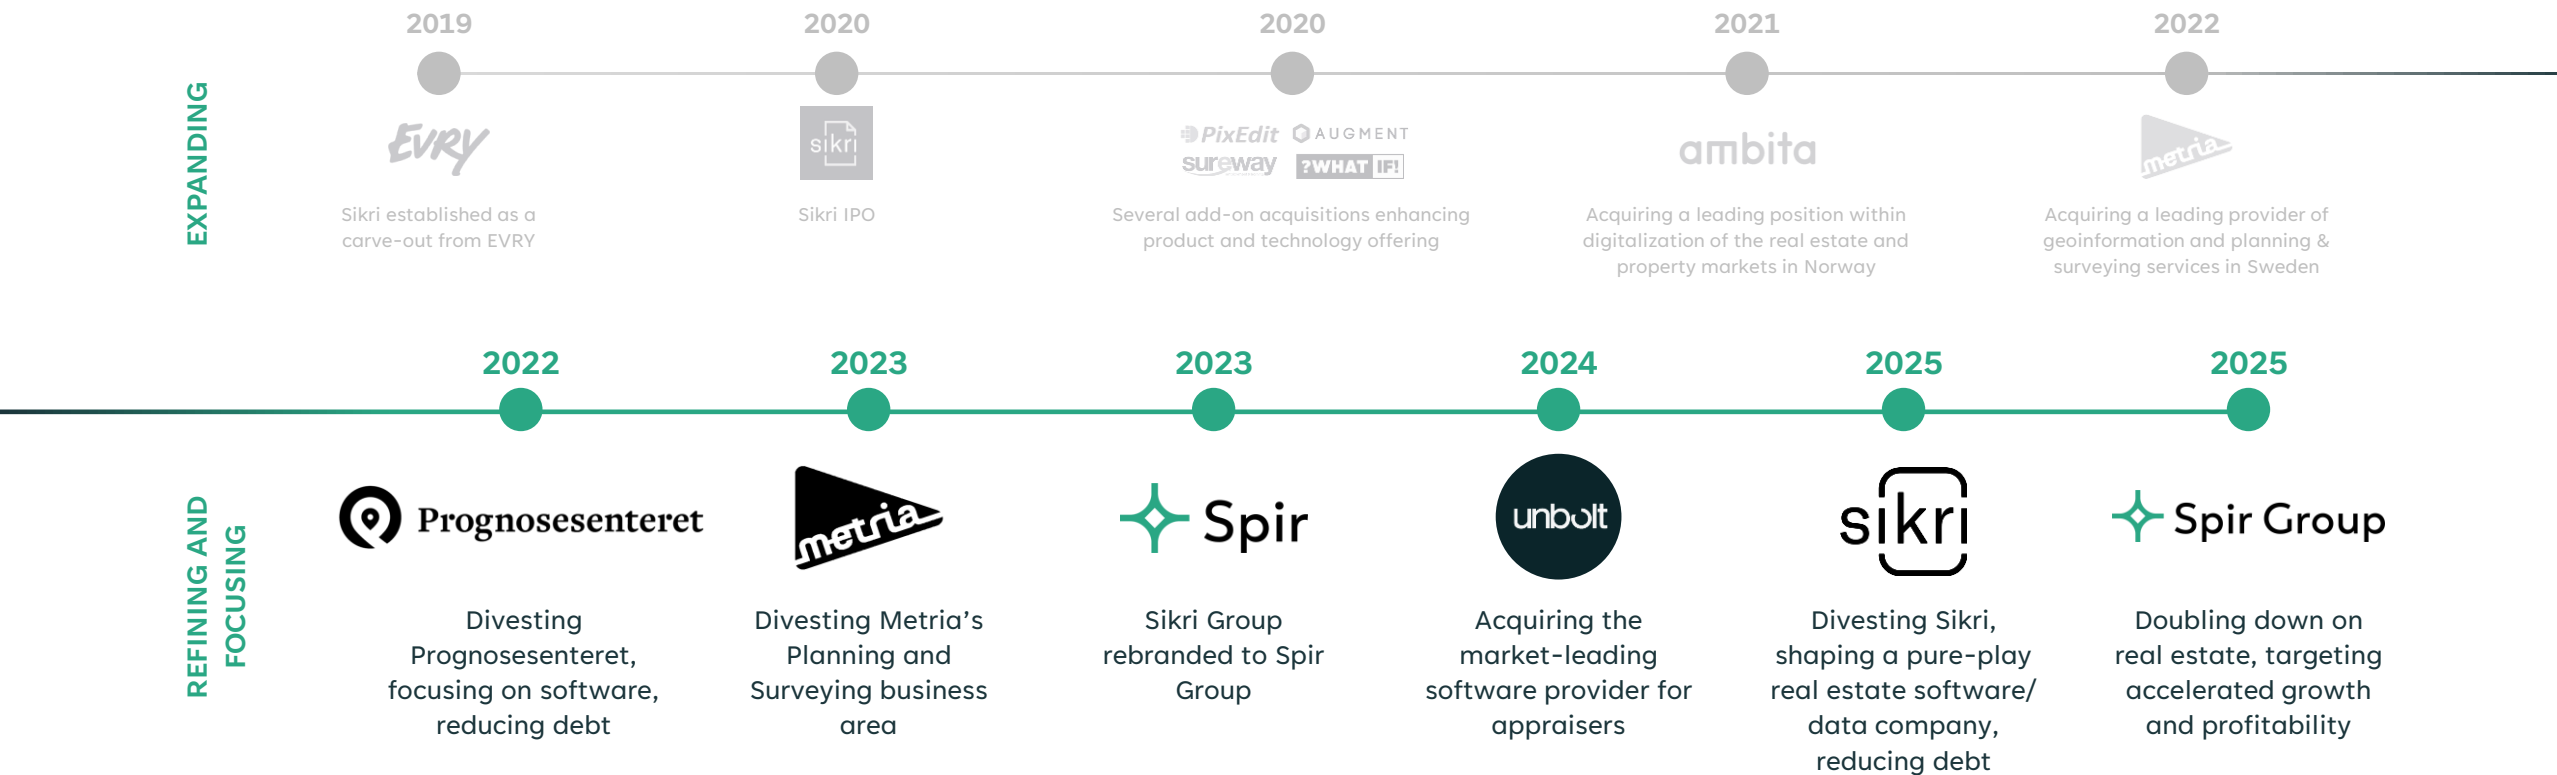 EXPANDING
2019
EVRY
Sikri established as a
carve-out from EVRY
2020
sikri
Sikri IPO
2020
PixEdit AUGMENT
sureway ?WHAT IF!
Several add-on acquisitions enhancing
product and technology offering
2021
ambita
Acquiring a leading position within
digitalization of the real estate and
property markets in Norway
2022
metria
Acquiring a leading provider of
geoinformation and planning &
surveying services in Sweden
REFINING AND
FOCUSING
2022
Prognosesenteret
Divesting
Prognosesenteret,
focusing on software,
reducing debt
2023
metria
Divesting Metria’s
Planning and
Surveying business
area
2023
Spir
Sikri Group
rebranded to Spir
Group
2024
unbolt
Acquiring the
market-leading
software provider for
appraisers
2025
sikri
Divesting Sikri,
shaping a pure-play
real estate software/
data company,
reducing debt
2025
Spir Group
Doubling down on
real estate, targeting
accelerated growth
and profitability